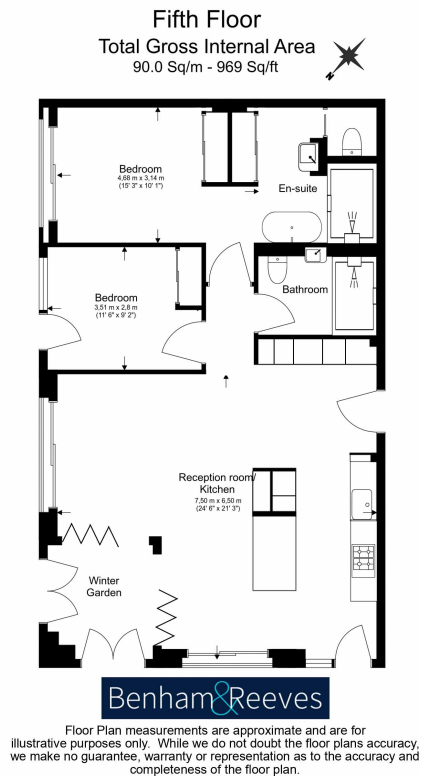 Fifth Floor
Total Gross Internal Area
90.0 Sq/m - 969 Sq/ft
N
Bedroom
4,68 m x 3,14 m
(15' 3" x 10' 1")
En-suite
Bedroom
3,51 m x 2,8 m
(11' 6" x 9' 2")
Bathroom
Reception room/
Kitchen
7,50 m x 6,50 m
(24' 6" x 21' 3")
Winter
Garden
Benham&Reeves
Floor Plan measurements are approximate and are for
illustrative purposes only. While we do not doubt the floor plans accuracy,
we make no guarantee, warranty or representation as to the accuracy and
completeness of the floor plan.